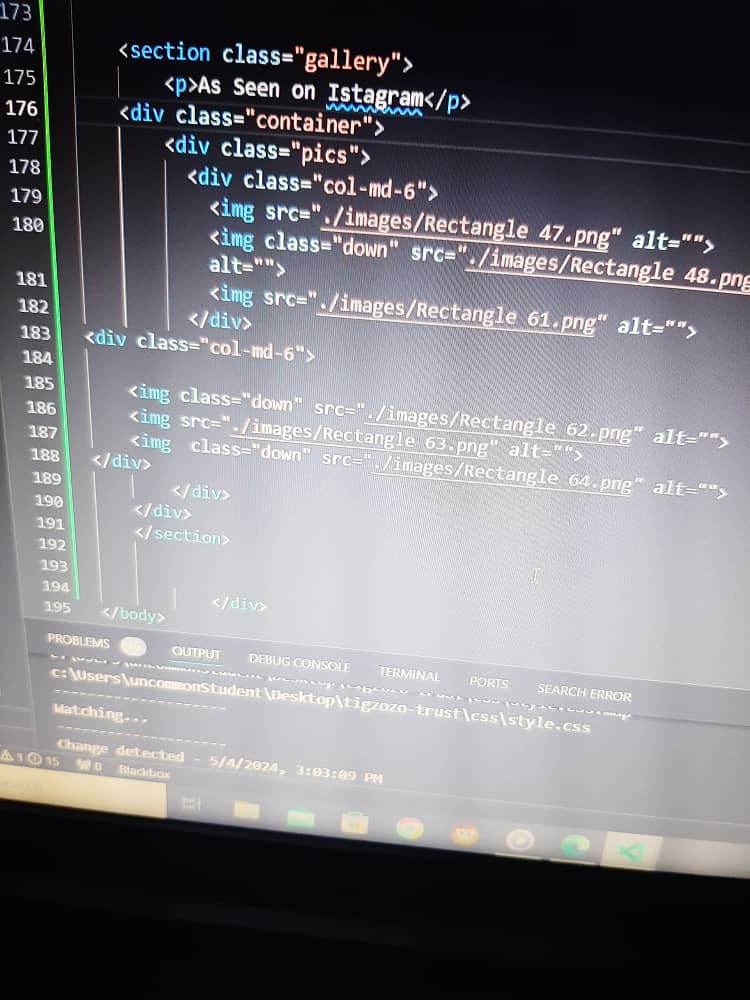 173
174 <section class="gallery">
175 <p>As Seen on Istagram</p>
176 <div class="container">
177 <div class="pics">
178 <div class="col-md-6">
179 <img src="./images/Rectangle 47.png" alt="">
180 <img class="down" src="./images/Rectangle 48.png
alt="">
181 <img src="./images/Rectangle 61.png" alt="">
182 </div>
183 <div class="col-md-6">
184
185 <img class="down" src="./images/Rectangle 62.png" alt="">
186 <img src="./images/Rectangle 63.png" alt="">
187 <img class="down" src="./images/Rectangle 64.png" alt="">
188 </div>
189 </div>
190 </div>
191 </section>
192
193
194 </div>
195 </body>
PROBLEMS OUTPUT DEBUG CONSOLE TERMINAL PORTS SEARCH ERROR
c:\Users\uncommonStudent\Desktop\tigzozo-trust\css\style.css
--------------------
Watching...
--------------------
Change detected - 5/4/2024, 3:03:09 PM
1 15 0 Blackbox